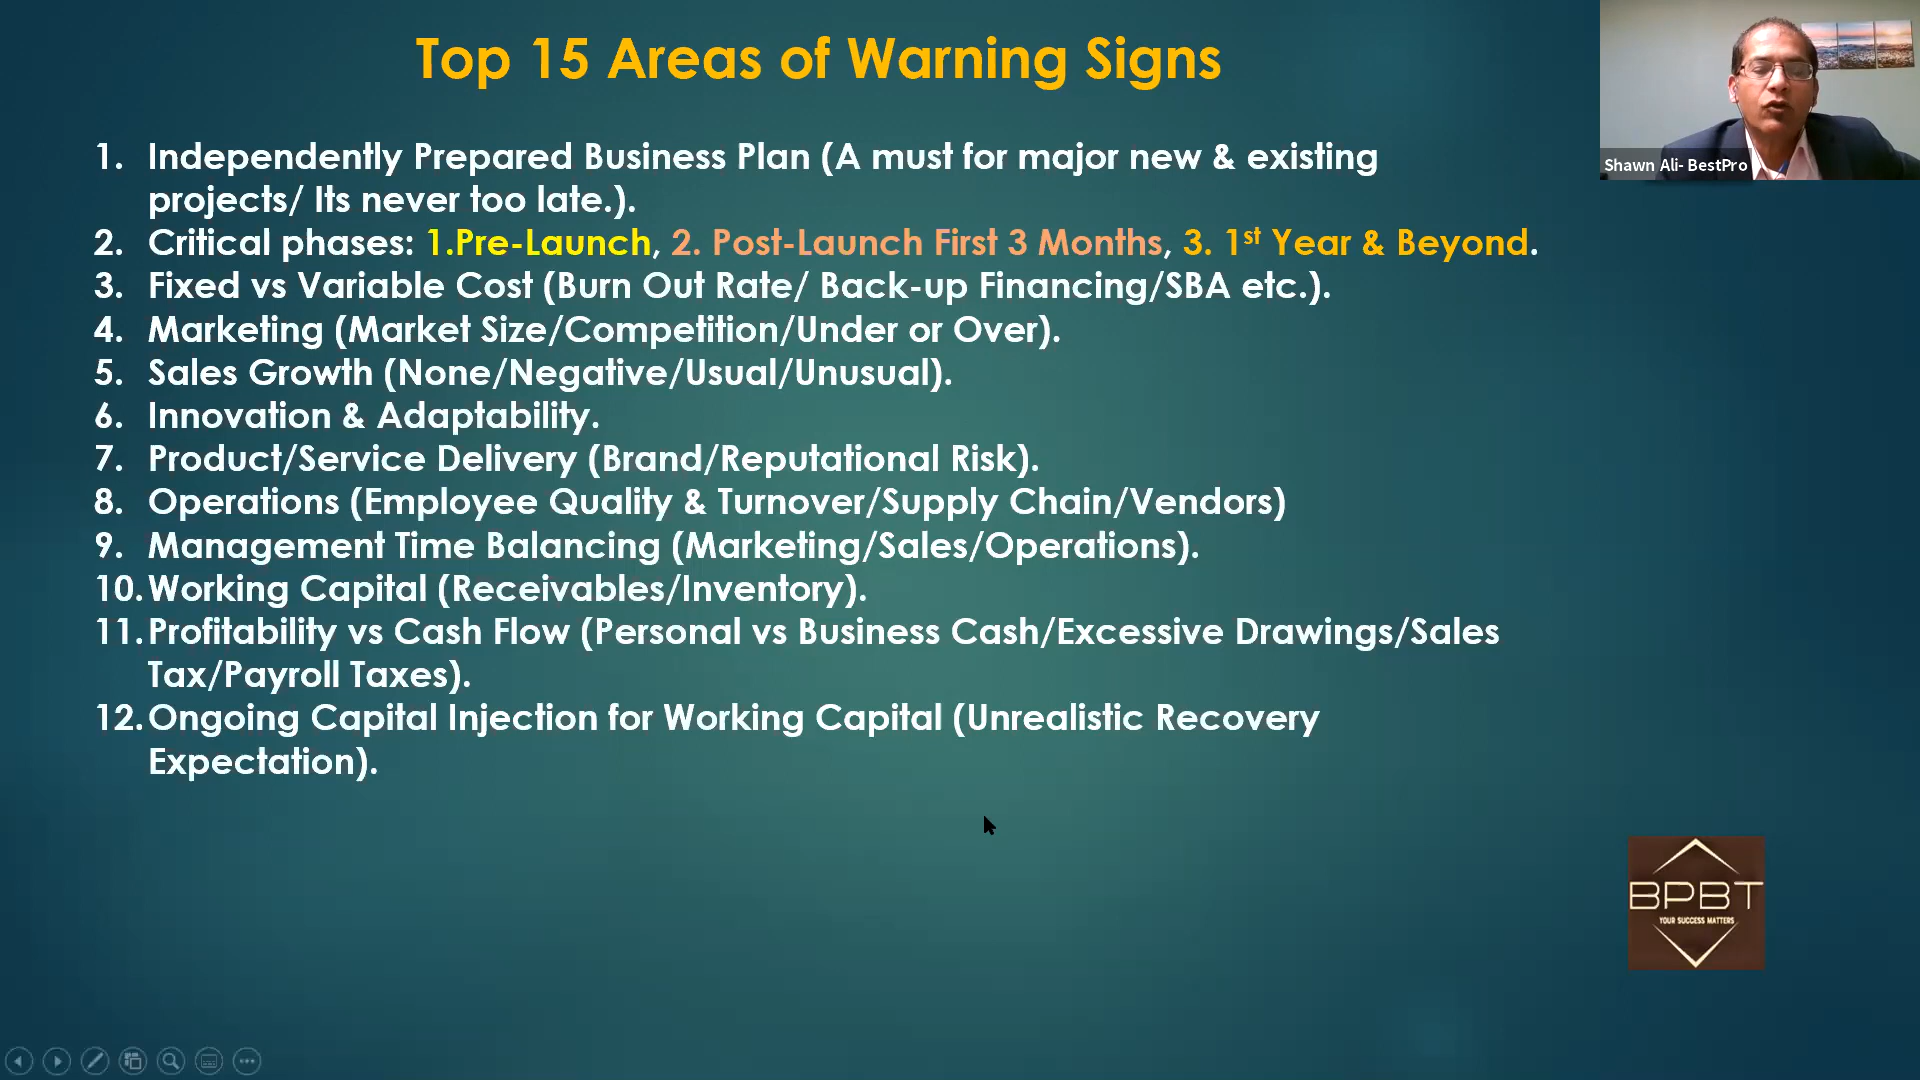 Top 15 Areas of Warning Signs
1. Independently Prepared Business Plan (A must for major new & existing
projects/ Its never too late.).
2. Critical phases: 1.Pre-Launch, 2. Post-Launch First 3 Months, 3. 1st Year & Beyond.
3. Fixed vs Variable Cost (Burn Out Rate/ Back-up Financing/SBA etc.).
4. Marketing (Market Size/Competition/Under or Over).
5. Sales Growth (None/Negative/Usual/Unusual).
6. Innovation & Adaptability.
7. Product/Service Delivery (Brand/Reputational Risk).
8. Operations (Employee Quality & Turnover/Supply Chain/Vendors)
9. Management Time Balancing (Marketing/Sales/Operations).
10. Working Capital (Receivables/Inventory).
11. Profitability vs Cash Flow (Personal vs Business Cash/Excessive Drawings/Sales
Tax/Payroll Taxes).
12. Ongoing Capital Injection for Working Capital (Unrealistic Recovery
Expectation).
Shawn Ali- BestPro
BPBT
YOUR SUCCESS MATTERS